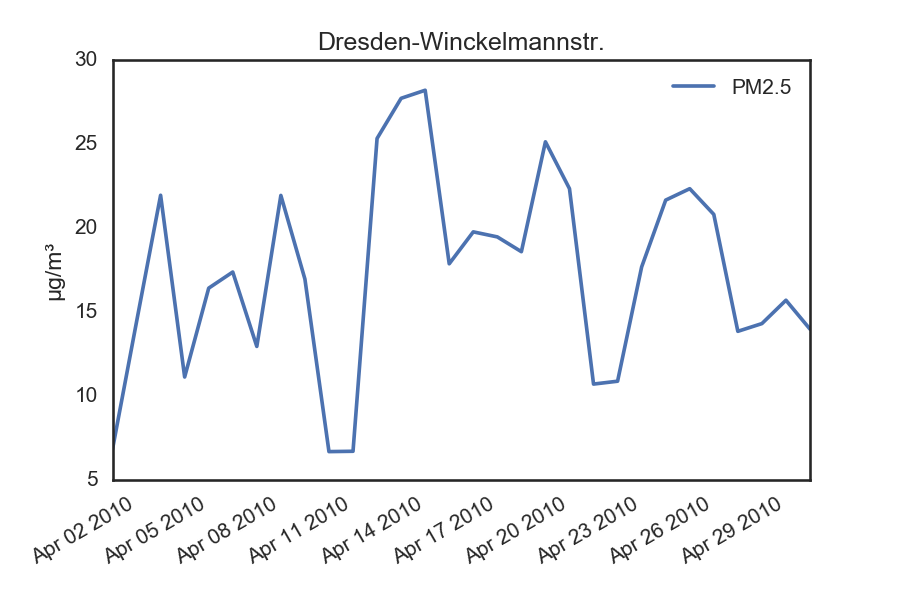 Dresden-Winckelmannstr.
PM2.5
µg/m³
30
25
20
15
10
5
Apr 02 2010
Apr 05 2010
Apr 08 2010
Apr 11 2010
Apr 14 2010
Apr 17 2010
Apr 20 2010
Apr 23 2010
Apr 26 2010
Apr 29 2010